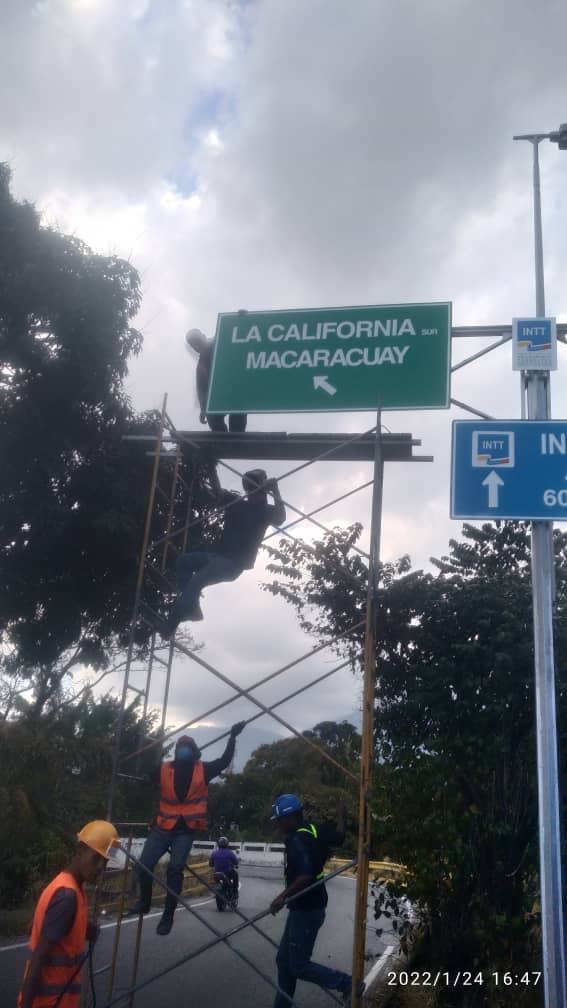 LA CALIFORNIA SUR
MACARACUAY
INTT
INTT
IN
60
2022/1/24 16:47